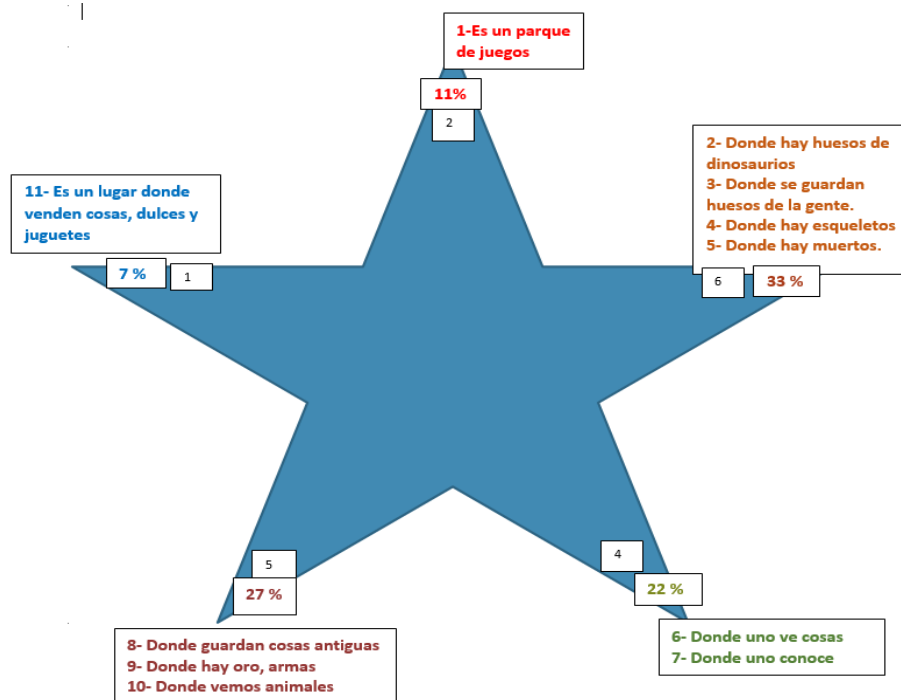 1-Es un parque
de juegos
11%
2
2- Donde hay huesos de
dinosaurios
3- Donde se guardan
huesos de la gente.
4- Donde hay esqueletos
5- Donde hay muertos.
6
33 %
11- Es un lugar donde
venden cosas, dulces y
juguetes
7 %
1
5
27 %
8- Donde guardan cosas antiguas
9- Donde hay oro, armas
10- Donde vemos animales
4
22 %
6- Donde uno ve cosas
7- Donde uno conoce